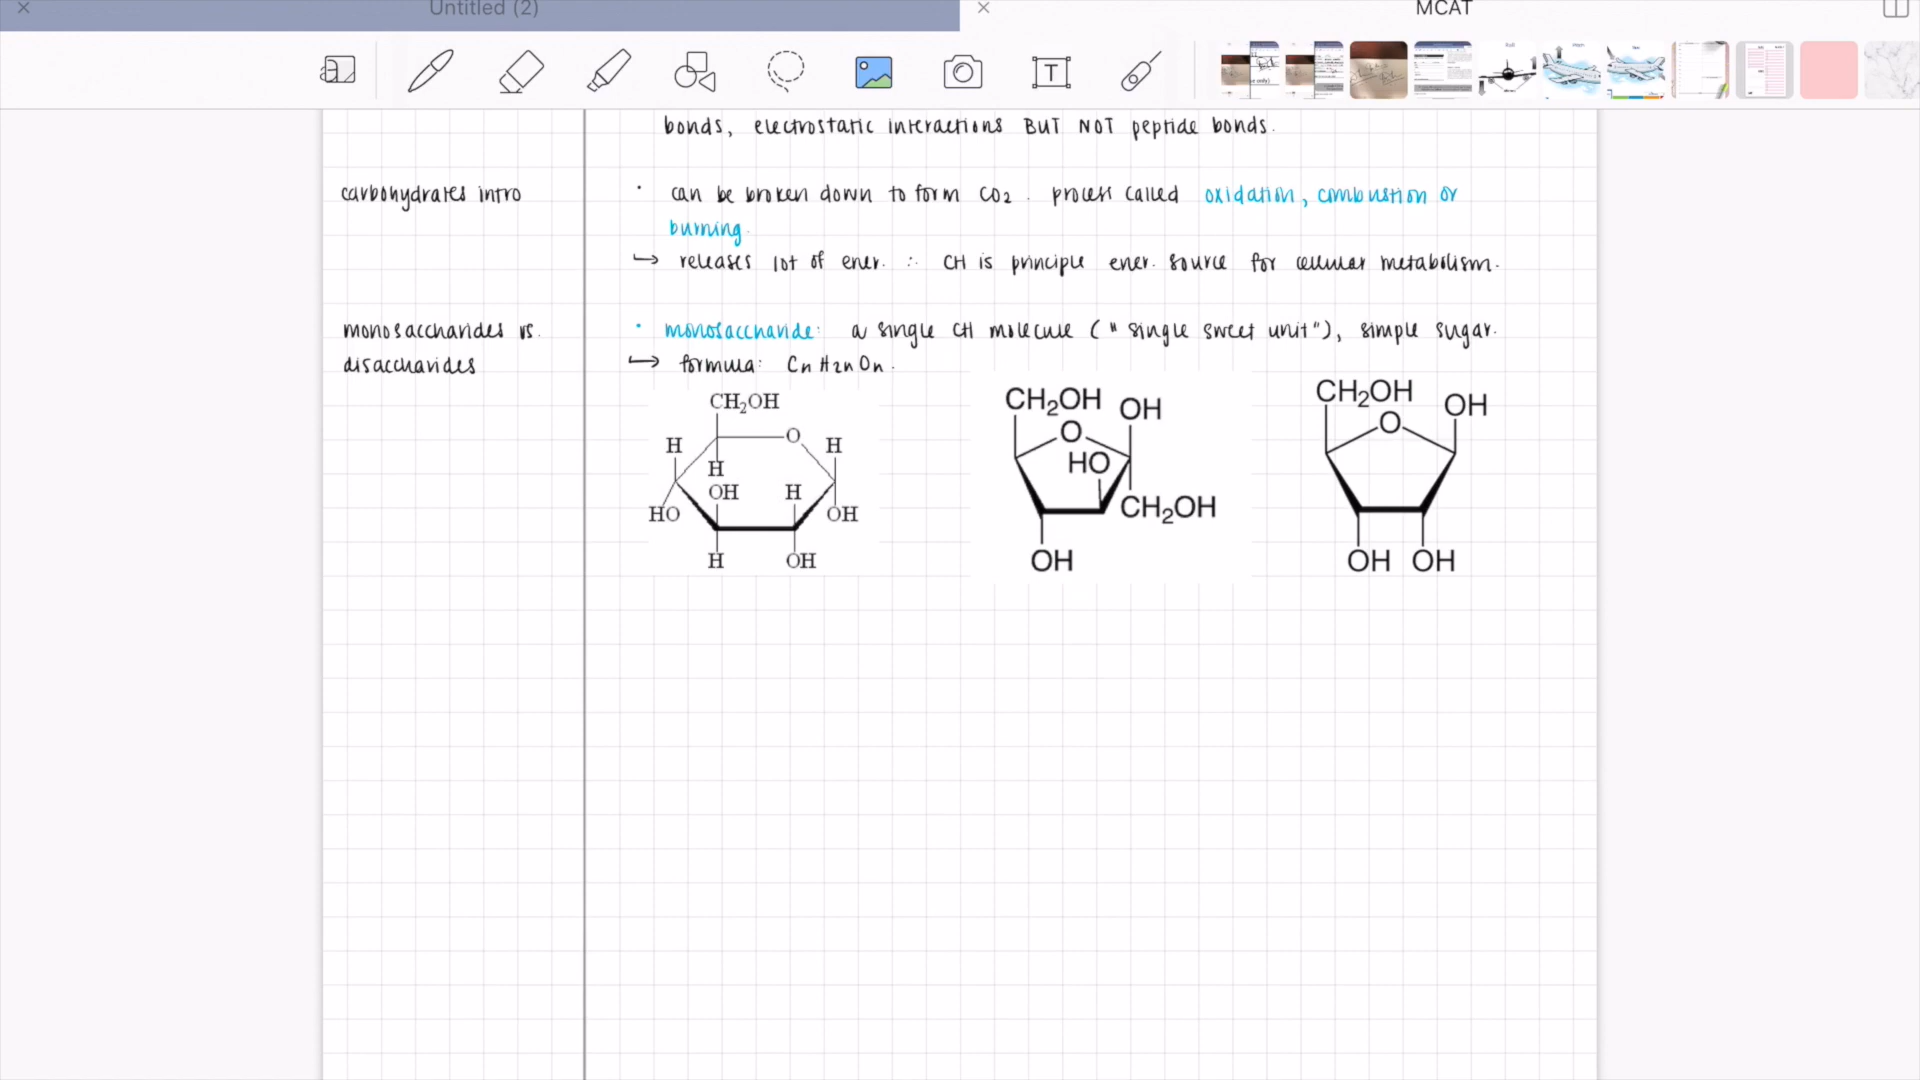 Untitled (2)
MCAT
bonds, electrostatic interactions BUT NOT peptide bonds.
carbohydrates intro
· can be broken down to form CO2. process called oxidation, combustion or
burning.
↳ releases lot of ener. ∴ CH is principle ener. source for cellular metabolism.
monosaccharides vs.
disaccharides
· monosaccharide: a single CH molecule ("single sweet unit"), simple sugar.
↳ formula: CnH2nOn.
CH2OH
H
O
H
H
OH
H
HO
OH
H
OH
CH2OH
OH
O
HO
CH2OH
OH
CH2OH
OH
O
OH
OH